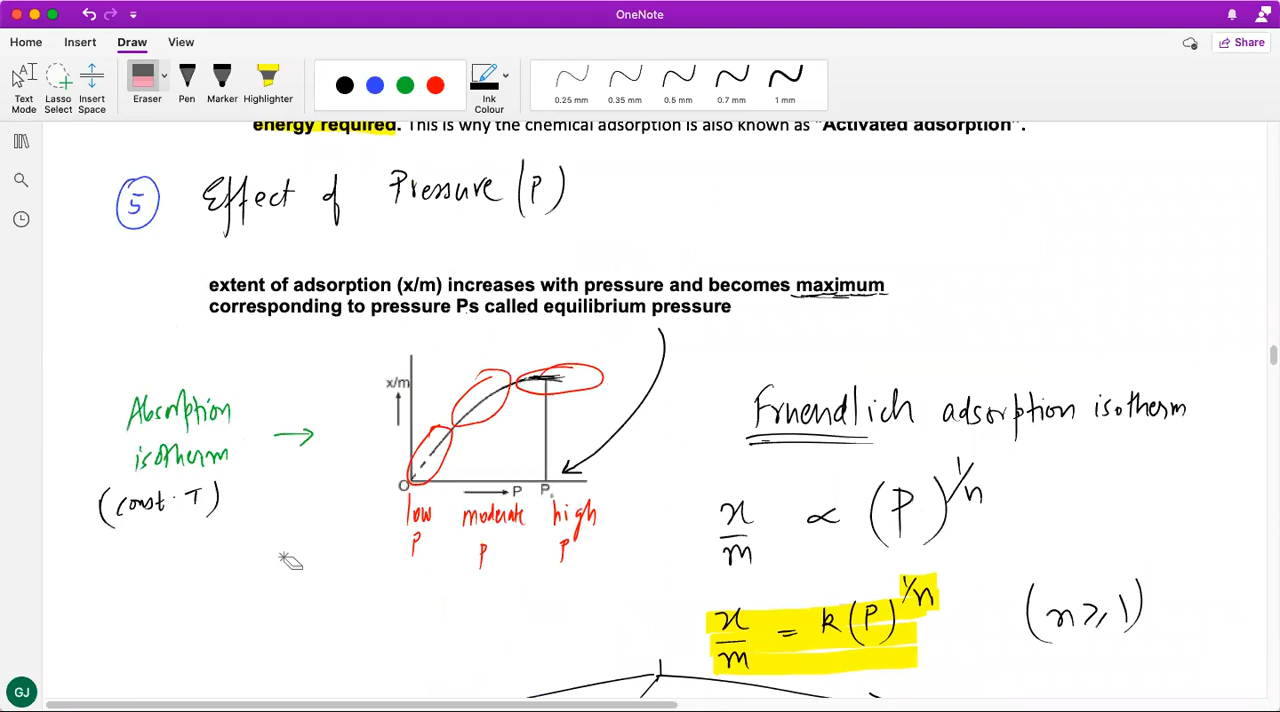 OneNote
Home Insert Draw View
Share
Text Mode
Lasso Select
Insert Space
Eraser
Pen
Marker
Highlighter
Ink Colour
0.25 mm
0.35 mm
0.5 mm
0.7 mm
1 mm
energy required. This is why the chemical adsorption is also known as "Activated adsorption".
5 Effect of Pressure (P)
extent of adsorption (x/m) increases with pressure and becomes maximum
corresponding to pressure Ps called equilibrium pressure
x/m
O P Ps
low P
moderate P
high P
Absorption
isotherm →
(const. T)
Fruendlich adsorption isotherm
x/m ∝ (P)^1/n
x/m = k(P)^1/n (n ≥ 1)
GJ